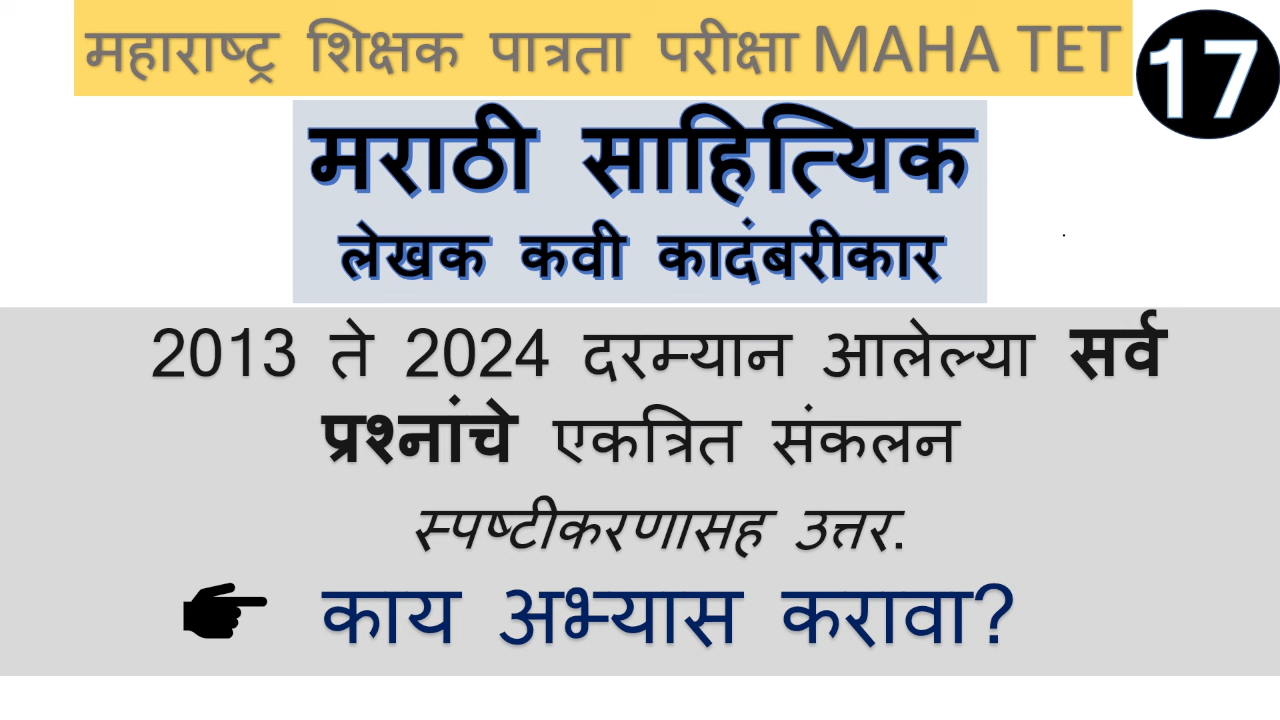 महाराष्ट्र शिक्षक पात्रता परीक्षा MAHA TET
17
मराठी साहित्यिक
लेखक कवी कादंबरीकार
2013 ते 2024 दरम्यान आलेल्या सर्व
प्रश्नांचे एकत्रित संकलन
स्पष्टीकरणासह उत्तर.
काय अभ्यास करावा?